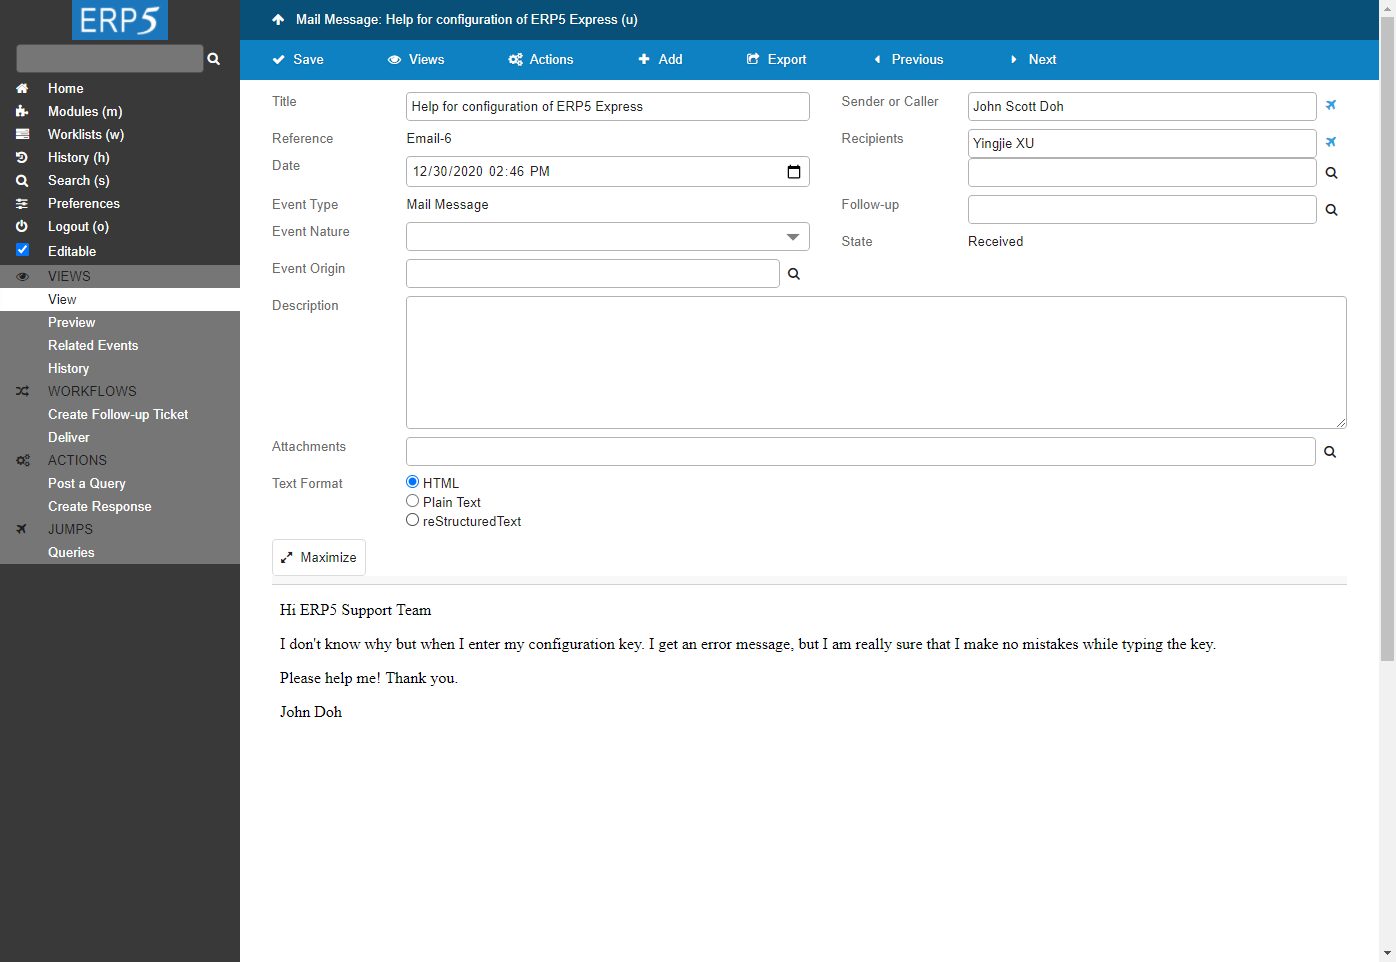 ERP5
Mail Message: Help for configuration of ERP5 Express (u)
Save
Views
Actions
Add
Export
Previous
Next
Home
Modules (m)
Worklists (w)
History (h)
Search (s)
Preferences
Logout (o)
Editable
VIEWS
View
Preview
Related Events
History
WORKFLOWS
Create Follow-up Ticket
Deliver
ACTIONS
Post a Query
Create Response
JUMPS
Queries
Title
Help for configuration of ERP5 Express
Reference
Email-6
Date
12/30/2020 02:46 PM
Event Type
Mail Message
Event Nature
Event Origin
Sender or Caller
John Scott Doh
Recipients
Yingjie XU
Follow-up
State
Received
Description
Attachments
Text Format
HTML
Plain Text
reStructuredText
Maximize
Hi ERP5 Support Team
I don't know why but when I enter my configuration key. I get an error message, but I am really sure that I make no mistakes while typing the key.
Please help me! Thank you.
John Doh